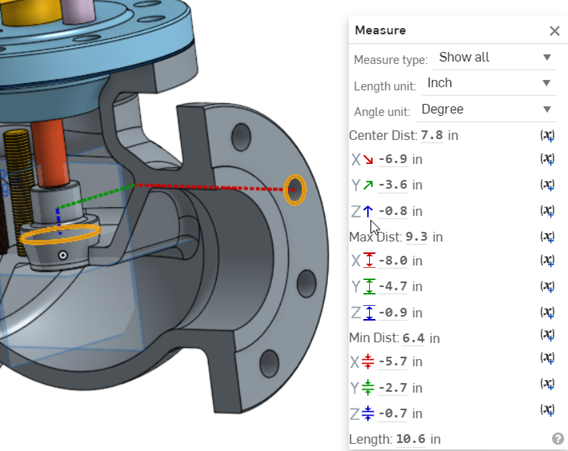 Measure
Measure type: Show all
Length unit: Inch
Angle unit: Degree
Center Dist: 7.8 in
X -6.9 in
Y -3.6 in
Z -0.8 in
Max Dist: 9.3 in
X -8.0 in
Y -4.7 in
Z -0.9 in
Min Dist: 6.4 in
X -5.7 in
Y -2.7 in
Z -0.7 in
Length: 10.6 in